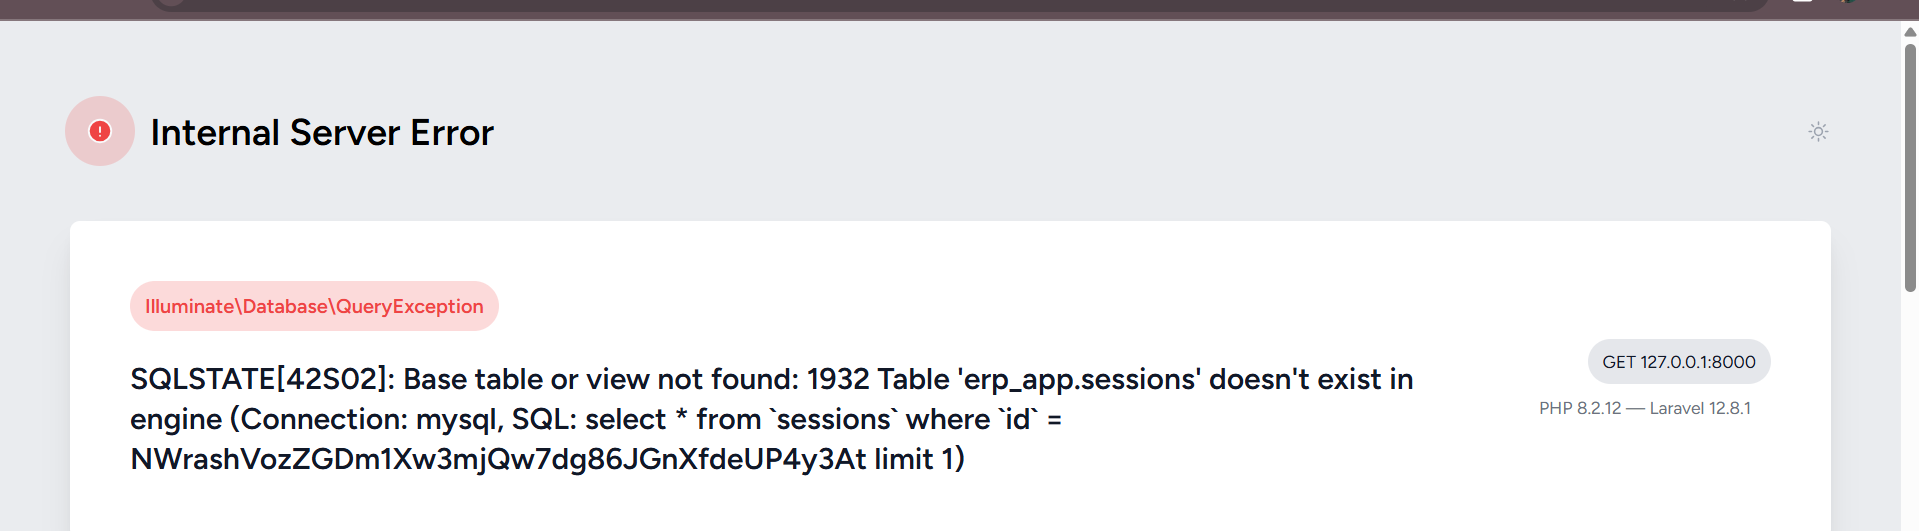 Internal Server Error
Illuminate\Database\QueryException
SQLSTATE[42S02]: Base table or view not found: 1932 Table 'erp_app.sessions' doesn't exist in
engine (Connection: mysql, SQL: select * from `sessions` where `id` =
NWrashVozZGDm1Xw3mjQw7dg86JGnXfdeUP4y3At limit 1)
GET 127.0.0.1:8000
PHP 8.2.12 — Laravel 12.8.1